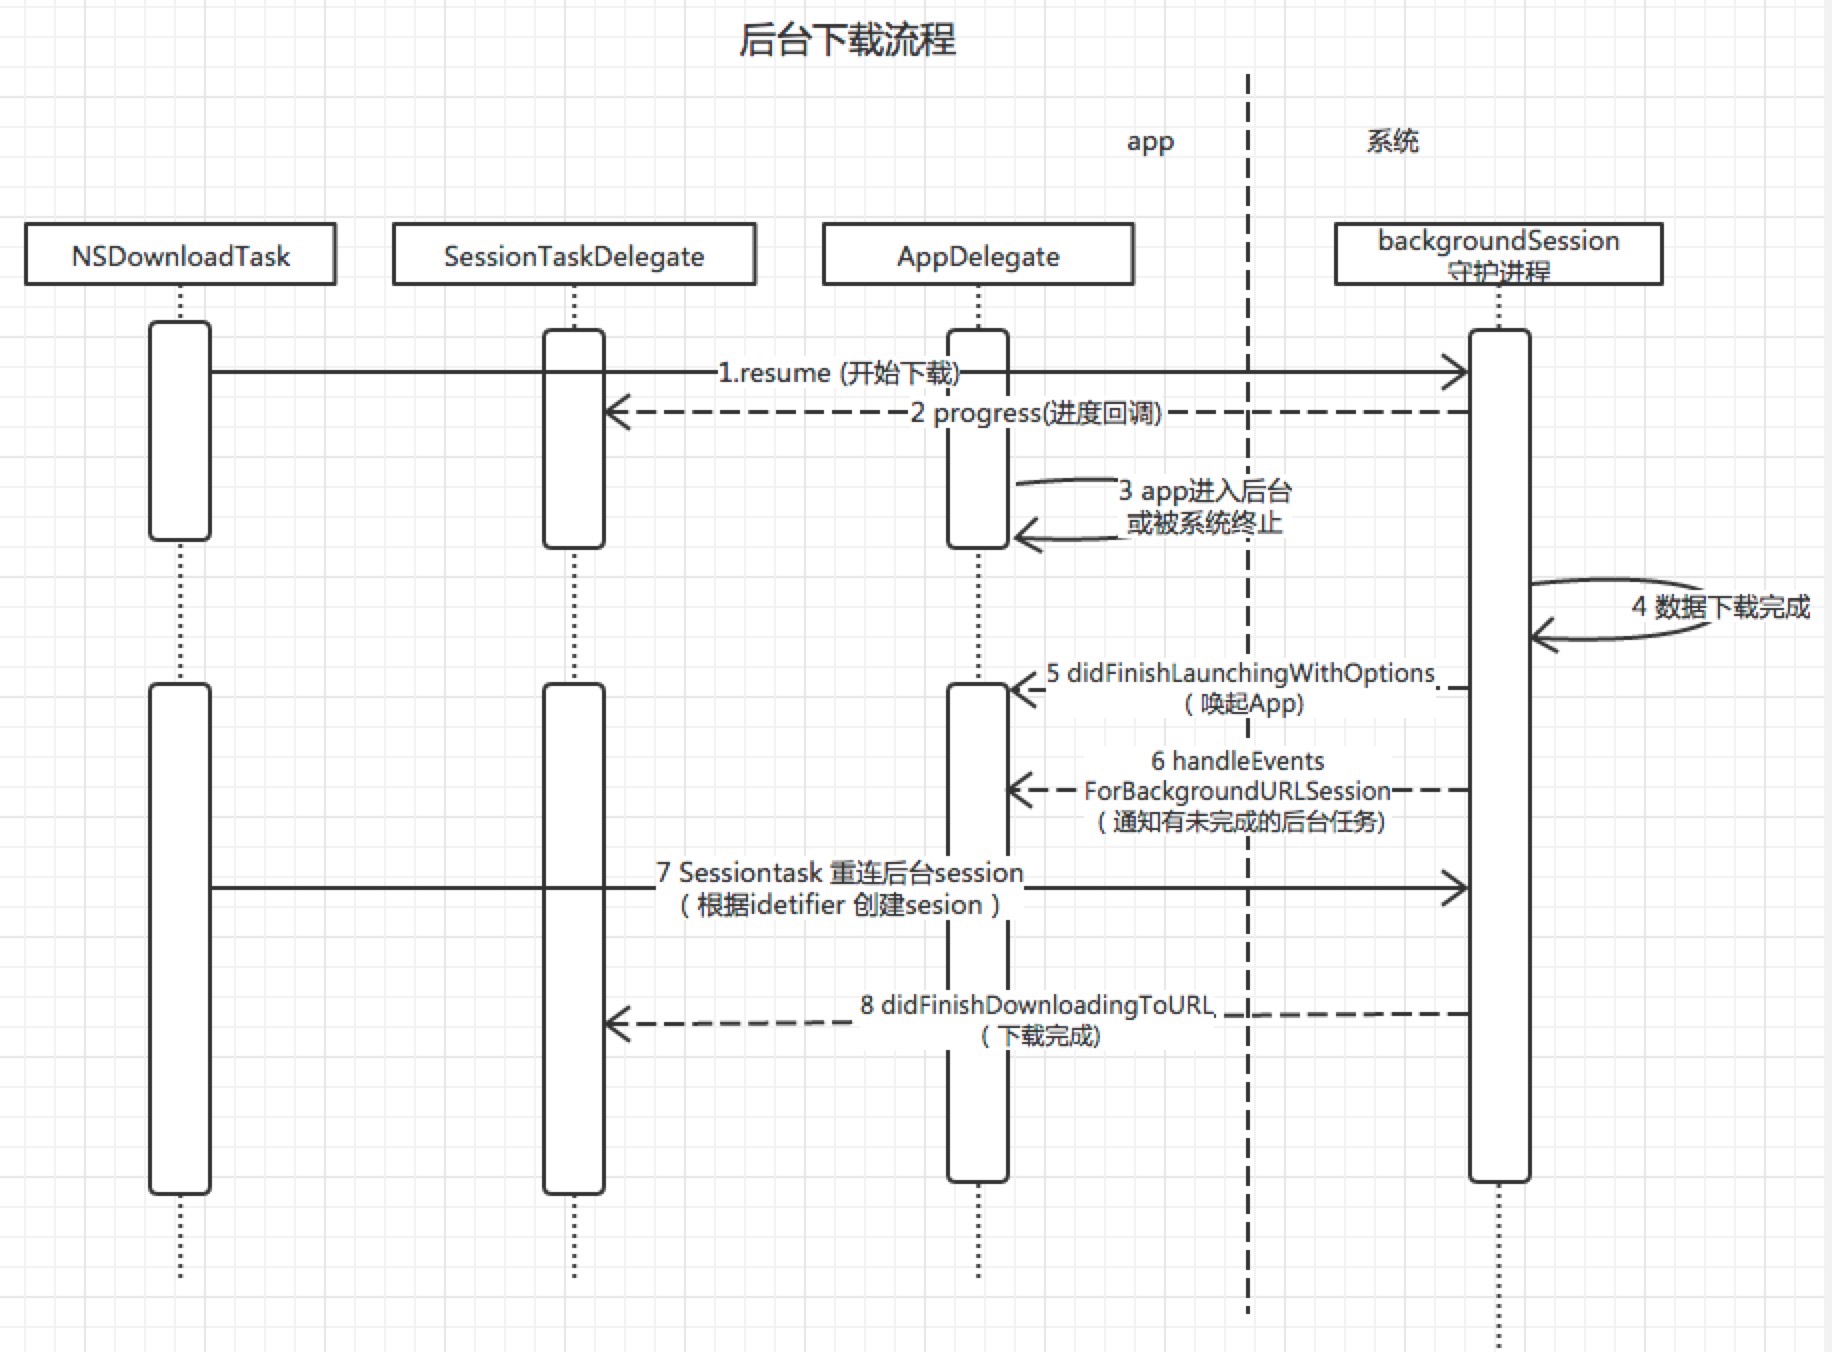 后台下载流程
app
系统
NSDownloadTask
SessionTaskDelegate
AppDelegate
backgroundSession
守护进程
1.resume (开始下载)
2 progress(进度回调)
3 app进入后台
或被系统终止
4 数据下载完成
5 didFinishLaunchingWithOptions
( 唤起App)
6 handleEvents
ForBackgroundURLSession
( 通知有未完成的后台任务)
7 Sessiontask 重连后台session
( 根据idetifier 创建sesion )
8 didFinishDownloadingToURL
( 下载完成)